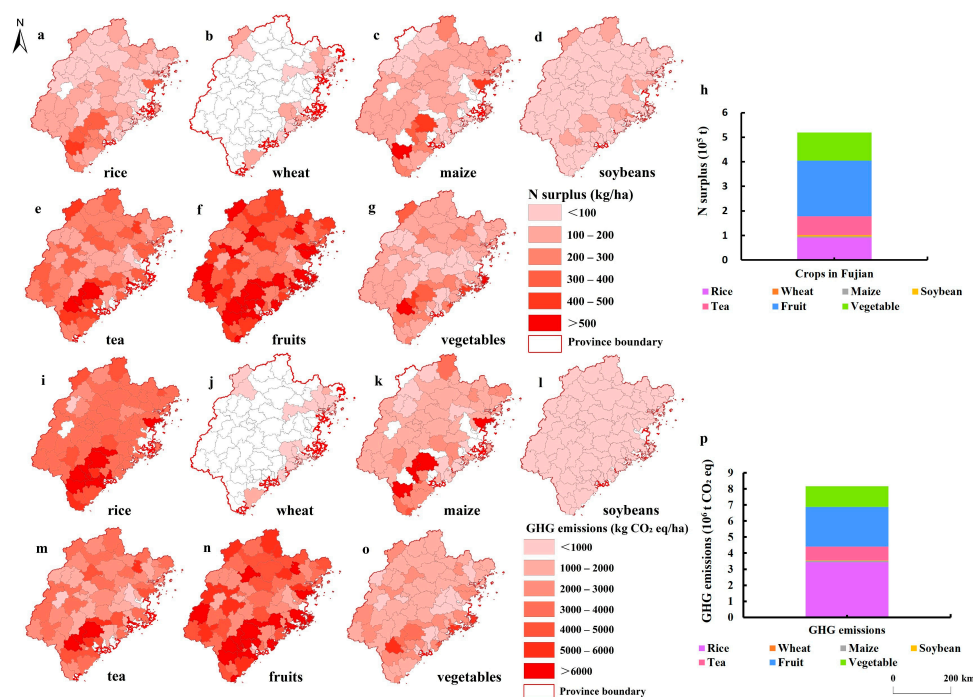 N
a
b
c
d
rice
wheat
maize
soybeans
e
f
g
tea
fruits
vegetables
N surplus (kg/ha)
<100
100 – 200
200 – 300
300 – 400
400 – 500
>500
Province boundary
h
N surplus (10⁵ t)
6
5
4
3
2
1
0
Crops in Fujian
Rice
Wheat
Maize
Soybean
Tea
Fruit
Vegetable
i
j
k
l
rice
wheat
maize
soybeans
m
n
o
tea
fruits
vegetables
GHG emissions (kg CO₂ eq/ha)
<1000
1000 – 2000
2000 – 3000
3000 – 4000
4000 – 5000
5000 – 6000
>6000
Province boundary
p
GHG emissions (10⁶ t CO₂ eq)
9
8
7
6
5
4
3
2
1
0
GHG emissions
Rice
Wheat
Maize
Soybean
Tea
Fruit
Vegetable
0 200 km